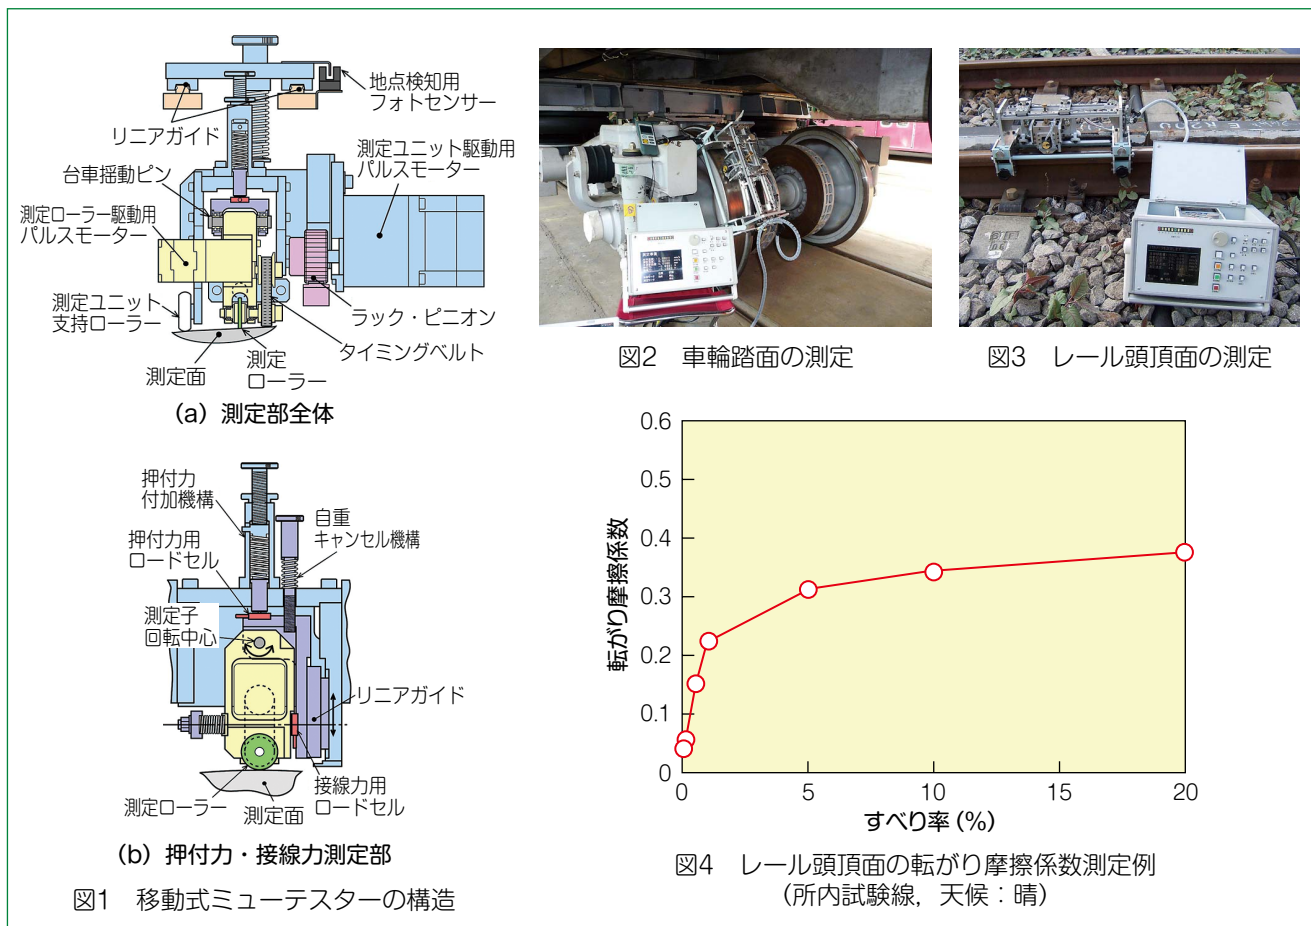 地点検知用
フォトセンサー
リニアガイド
測定ユニット駆動用
パルスモーター
台車揺動ピン
測定ローラー駆動用
パルスモーター
測定ユニット
支持ローラー
ラック・ピニオン
タイミングベルト
測定面
測定
ローラー
(a) 測定部全体
押付力
付加機構
自重
キャンセル機構
押付力用
ロードセル
測定子
回転中心
リニアガイド
接線力用
ロードセル
測定ローラー
測定面
(b) 押付力・接線力測定部
図1 移動式ミューテスターの構造
図2 車輪踏面の測定
図3 レール頭頂面の測定
0.6
0.5
0.4
0.3
0.2
0.1
0
転がり摩擦係数
0 5 10 15 20
すべり率 (%)
図4 レール頭頂面の転がり摩擦係数測定例
(所内試験線, 天候：晴)